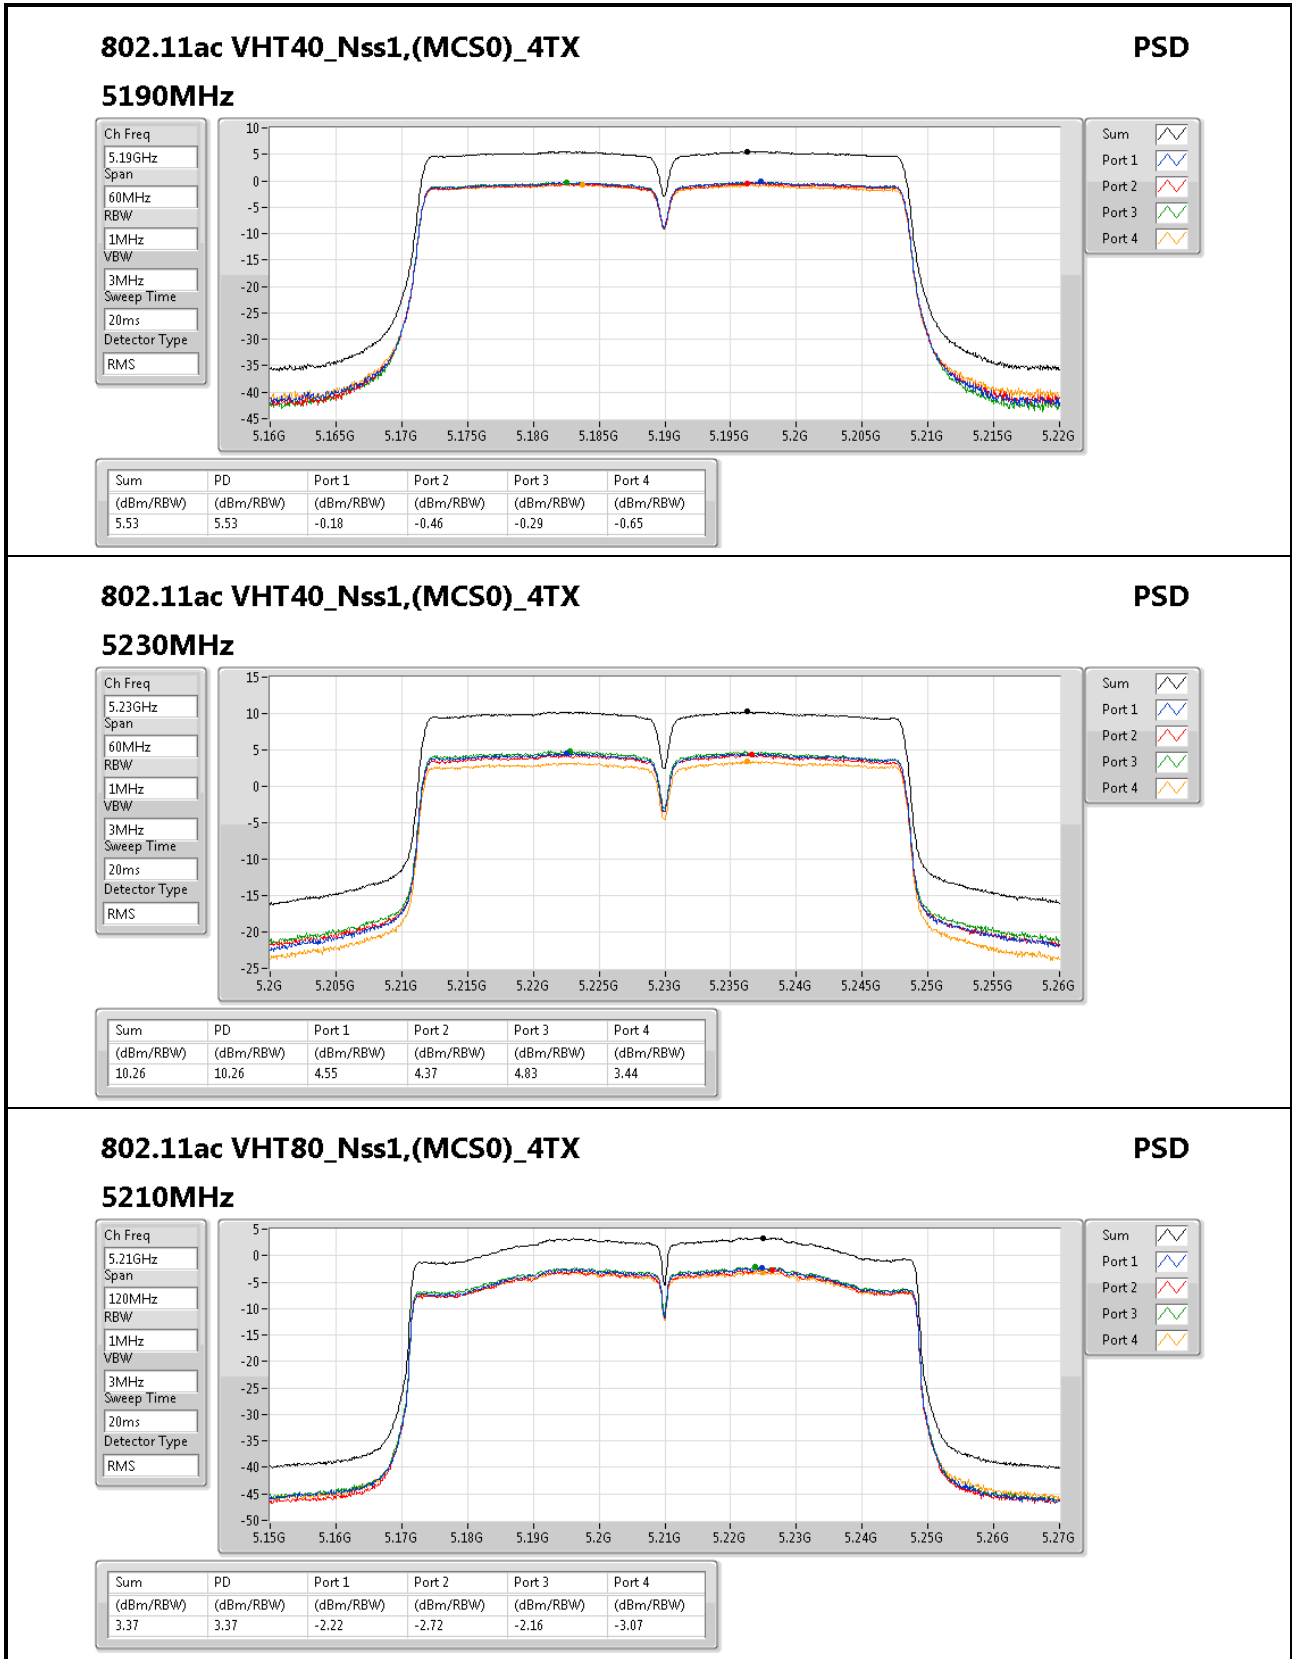 802.11ac VHT40_Nss1,(MCS0)_4TX PSD
5190MHz
Ch Freq
5.19GHz
Span
60MHz
RBW
1MHz
VBW
3MHz
Sweep Time
20ms
Detector Type
RMS
10
5
0
-5
-10
-15
-20
-25
-30
-35
-40
-45
5.16G 5.165G 5.17G 5.175G 5.18G 5.185G 5.19G 5.195G 5.2G 5.205G 5.21G 5.215G 5.22G
Sum
Port 1
Port 2
Port 3
Port 4
Sum PD Port 1 Port 2 Port 3 Port 4
(dBm/RBW) (dBm/RBW) (dBm/RBW) (dBm/RBW) (dBm/RBW) (dBm/RBW)
5.53 5.53 -0.18 -0.46 -0.29 -0.65
802.11ac VHT40_Nss1,(MCS0)_4TX PSD
5230MHz
Ch Freq
5.23GHz
Span
60MHz
RBW
1MHz
VBW
3MHz
Sweep Time
20ms
Detector Type
RMS
15
10
5
0
-5
-10
-15
-20
-25
5.2G 5.205G 5.21G 5.215G 5.22G 5.225G 5.23G 5.235G 5.24G 5.245G 5.25G 5.255G 5.26G
Sum
Port 1
Port 2
Port 3
Port 4
Sum PD Port 1 Port 2 Port 3 Port 4
(dBm/RBW) (dBm/RBW) (dBm/RBW) (dBm/RBW) (dBm/RBW) (dBm/RBW)
10.26 10.26 4.55 4.37 4.83 3.44
802.11ac VHT80_Nss1,(MCS0)_4TX PSD
5210MHz
Ch Freq
5.21GHz
Span
120MHz
RBW
1MHz
VBW
3MHz
Sweep Time
20ms
Detector Type
RMS
5
0
-5
-10
-15
-20
-25
-30
-35
-40
-45
-50
5.15G 5.16G 5.17G 5.18G 5.19G 5.2G 5.21G 5.22G 5.23G 5.24G 5.25G 5.26G 5.27G
Sum
Port 1
Port 2
Port 3
Port 4
Sum PD Port 1 Port 2 Port 3 Port 4
(dBm/RBW) (dBm/RBW) (dBm/RBW) (dBm/RBW) (dBm/RBW) (dBm/RBW)
3.37 3.37 -2.22 -2.72 -2.16 -3.07